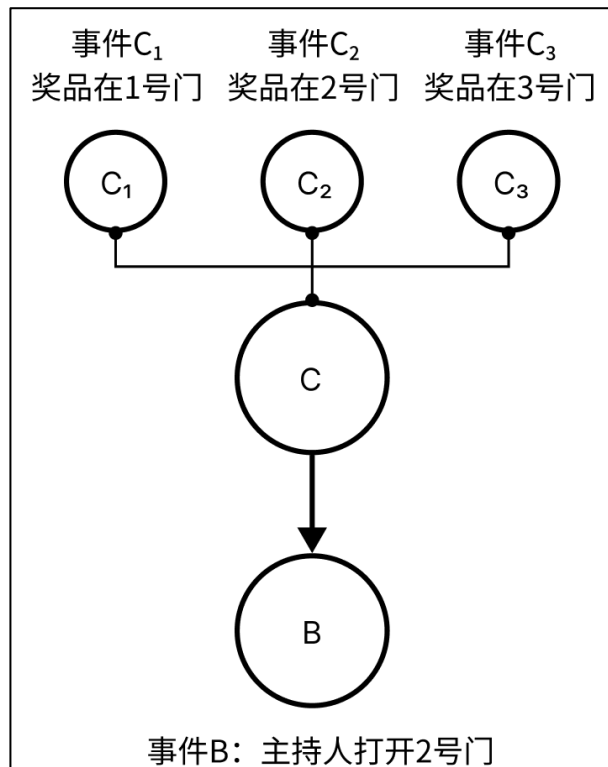 事件C₁ 事件C₂ 事件C₃
奖品在1号门 奖品在2号门 奖品在3号门
C₁ C₂ C₃
C
B
事件B：主持人打开2号门